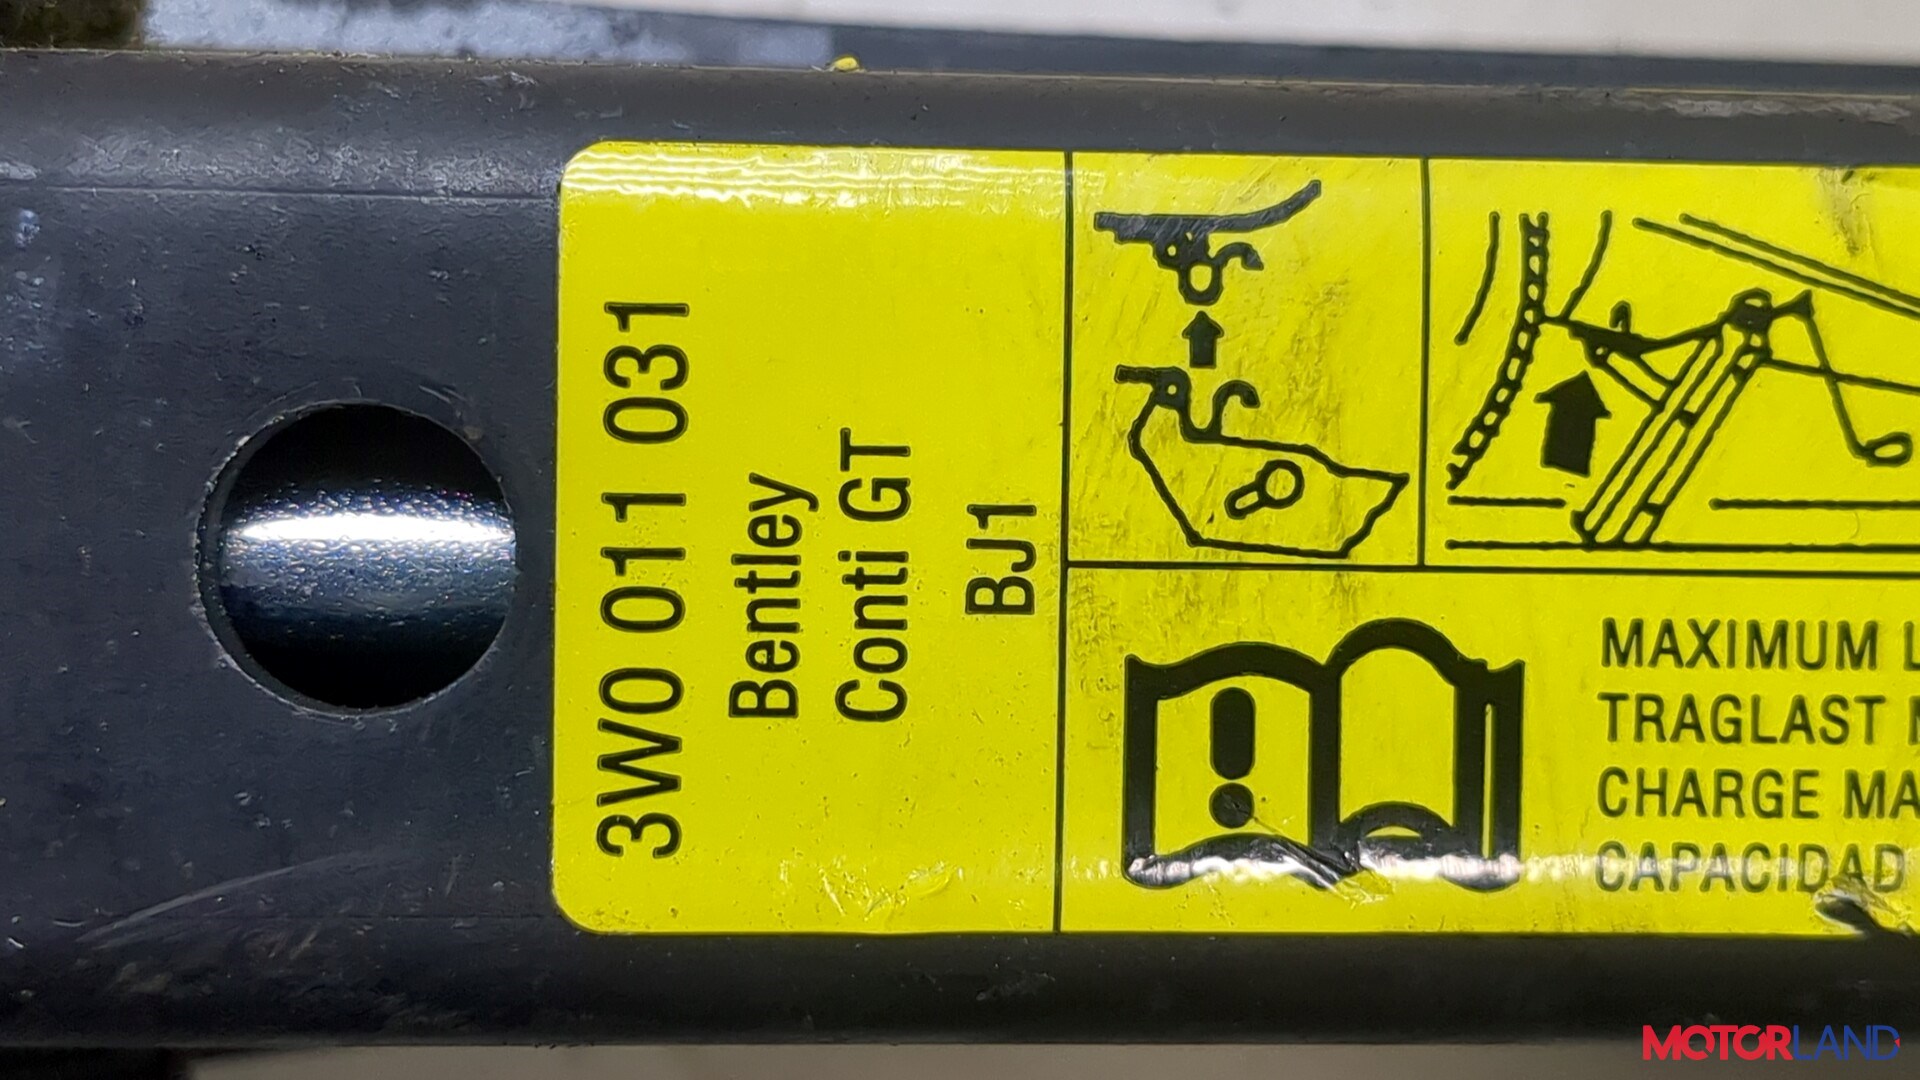 3W0 011 031
Bentley
Conti GT
BJ1
MAXIMUM
TRAGLAST
CHARGE
CAPACIDAD
MOTORLAND